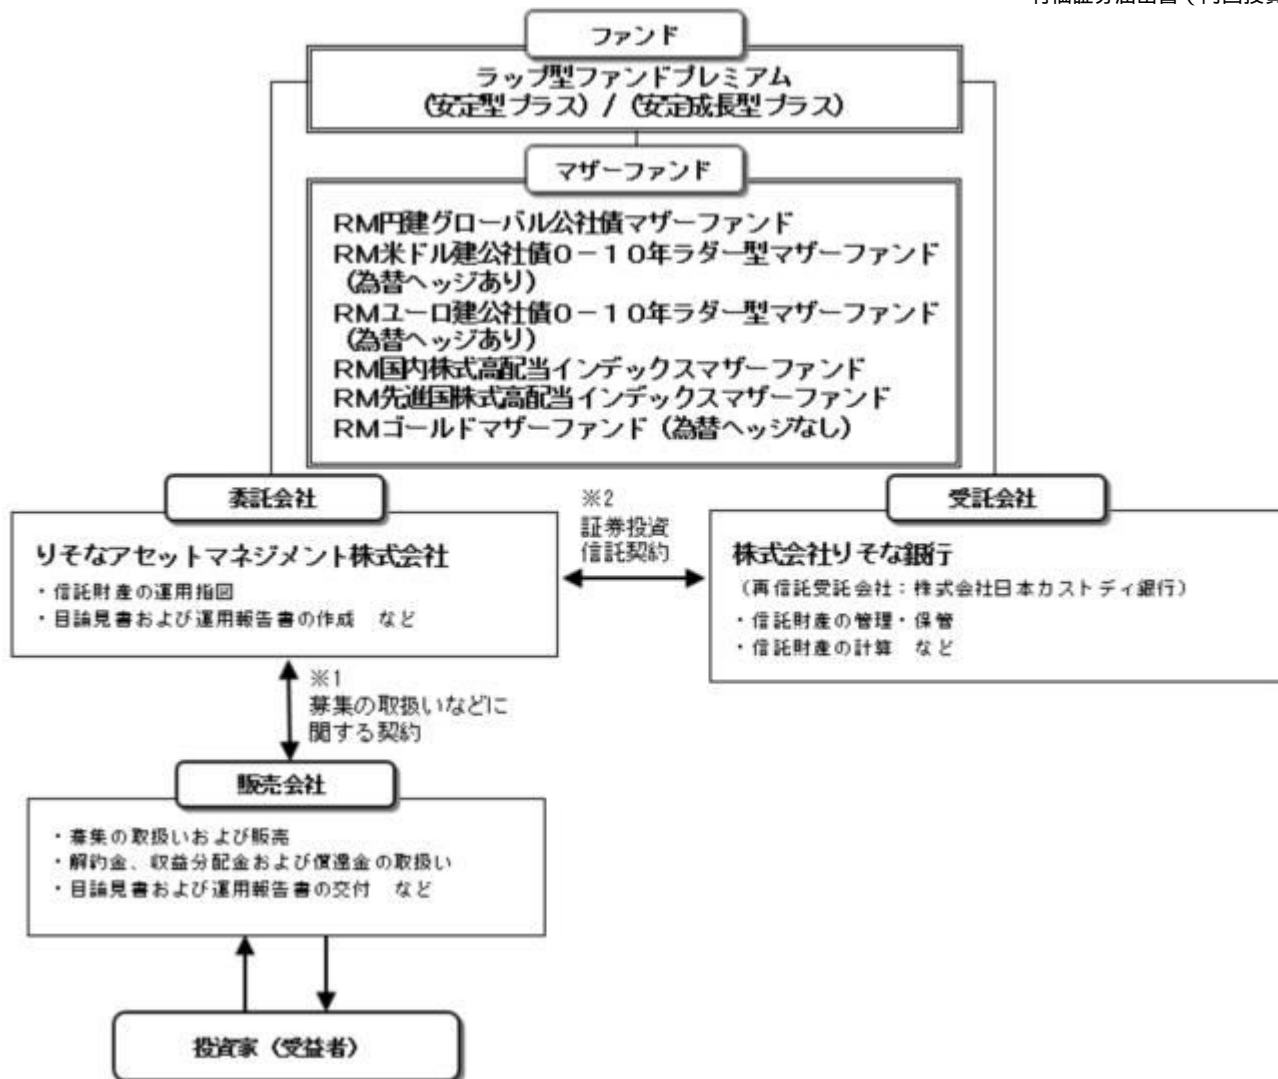 ファンド
ラップ型ファンドプレミアム
(安定型プラス) / (安定成長型プラス)
マザーファンド
RM円建グローバル公社債マザーファンド
RM米ドル建公社債0-10年ラダー型マザーファンド
(為替ヘッジあり)
RMユーロ建公社債0-10年ラダー型マザーファンド
(為替ヘッジあり)
RM国内株式高配当インデックスマザーファンド
RM先進国株式高配当インデックスマザーファンド
RMゴールドマザーファンド (為替ヘッジなし)
委託会社
りそなアセットマネジメント株式会社
・信託財産の運用指図
・目論見書および運用報告書の作成 など
※2
証券投資
信託契約
受託会社
株式会社りそな銀行
(再信託受託会社:株式会社日本カストディ銀行)
・信託財産の管理・保管
・信託財産の計算 など
※1
募集の取扱いなどに
関する契約
販売会社
・募集の取扱いおよび販売
・解約金、収益分配金および償還金の取扱い
・目論見書および運用報告書の交付 など
投資家 (受益者)